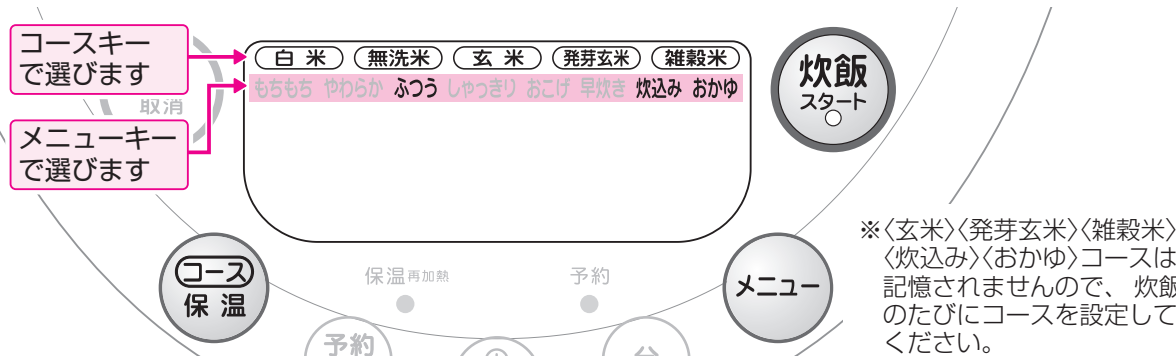 コースキー
で選びます
白米 無洗米 玄米 発芽玄米 雑穀米
もちもち やわらか ふつう しゃっきり おこげ 早炊き 炊込み おかゆ
炊飯
スタート
取消
メニューキー
で選びます
※〈玄米〉〈発芽玄米〉〈雑穀米〉
〈炊込み〉〈おかゆ〉コースは
記憶されませんので、炊飯
のたびにコースを設定して
ください。
コース
保温
保温再加熱
予約
メニュー
予約